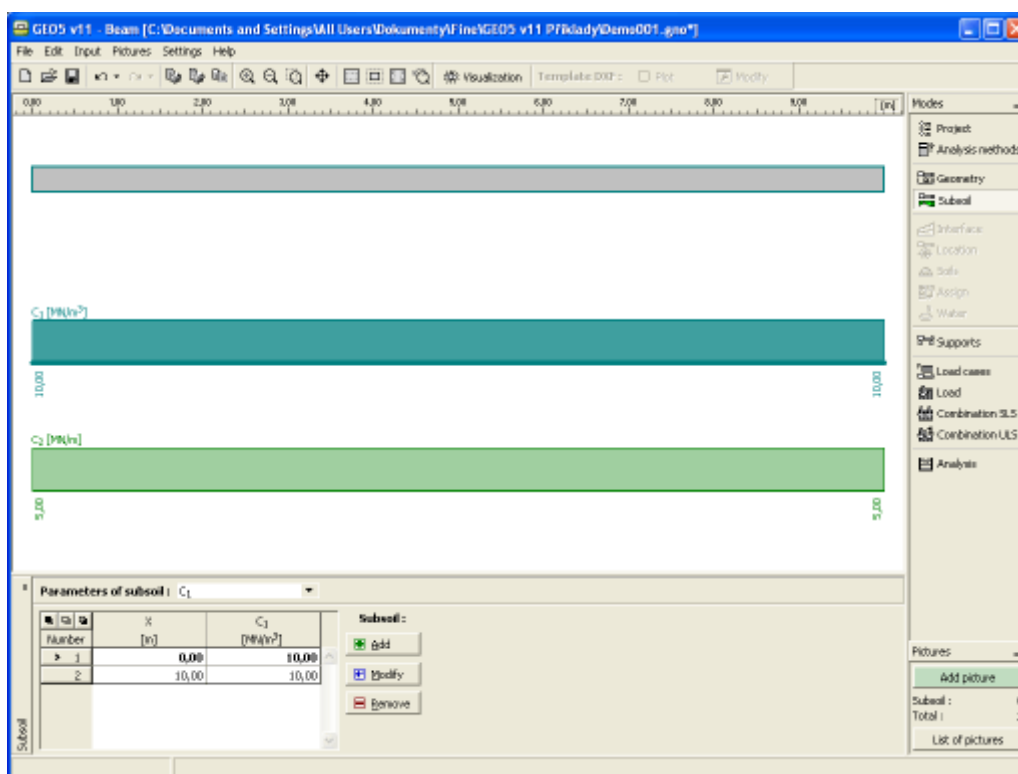 GEO5 v11 - Beam [C:\Documents and Settings\All Users\Dokumenty\Fine\GEO5 v11 Příklady\Demo001.gno*]
File Edit Input Pictures Settings Help
Visualization Template DXF: Plot Modify
0,00 1,00 2,00 3,00 4,00 5,00 6,00 7,00 8,00 9,00 [m]
C1 [MN/m³]
10,00 10,00
C2 [MN/m]
5,00 5,00
Modes
Project
Analysis methods
Geometry
Subsoil
Interface
Location
Soils
Assign
Water
Supports
Load cases
Load
Combination SLS
Combination ULS
Analysis
Parameters of subsoil : C1
Number X [m] C1 [MN/m³]
> 1 0,00 10,00
2 10,00 10,00
Subsoil :
Add
Modify
Remove
Subsoil
Pictures
Add picture
Subsoil :
Total :
List of pictures